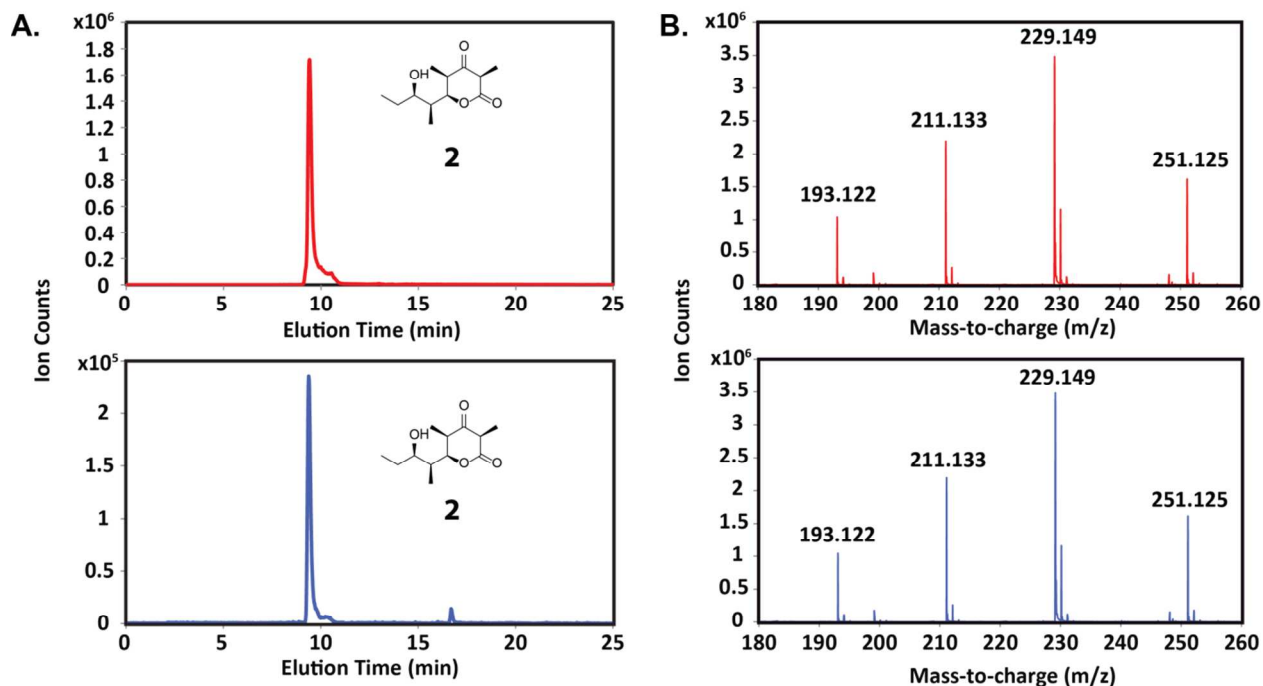 A.
x10⁶
1.8
1.6
1.4
1.2
1
0.8
0.6
0.4
0.2
0
0 5 10 15 20 25
Elution Time (min)
OH
O
O
O
2
x10⁵
2
1.5
1
0.5
0
0 5 10 15 20 25
Elution Time (min)
OH
O
O
O
2
Ion Counts
B.
x10⁶
3.5
3
2.5
2
1.5
1
0.5
0
193.122
211.133
229.149
251.125
180 190 200 210 220 230 240 250 260
Mass-to-charge (m/z)
x10⁶
3.5
3
2.5
2
1.5
1
0.5
0
193.122
211.133
229.149
251.125
180 190 200 210 220 230 240 250 260
Mass-to-charge (m/z)
Ion Counts